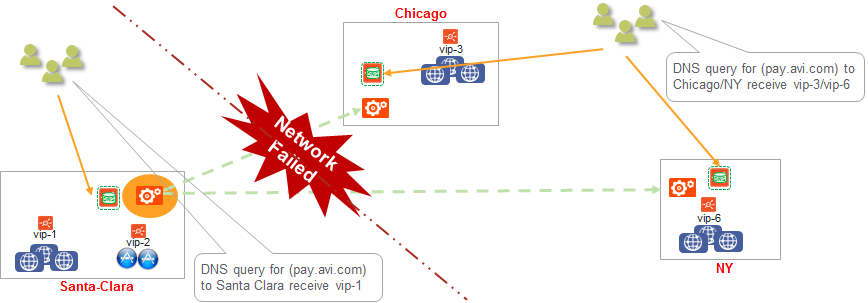 Chicago
vip-3
DNS query for (pay.avi.com) to
Chicago/NY receive vip-3/vip-6
Network
Failed
vip-1
vip-2
vip-6
DNS query for (pay.avi.com)
to Santa Clara receive vip-1
Santa-Clara
NY